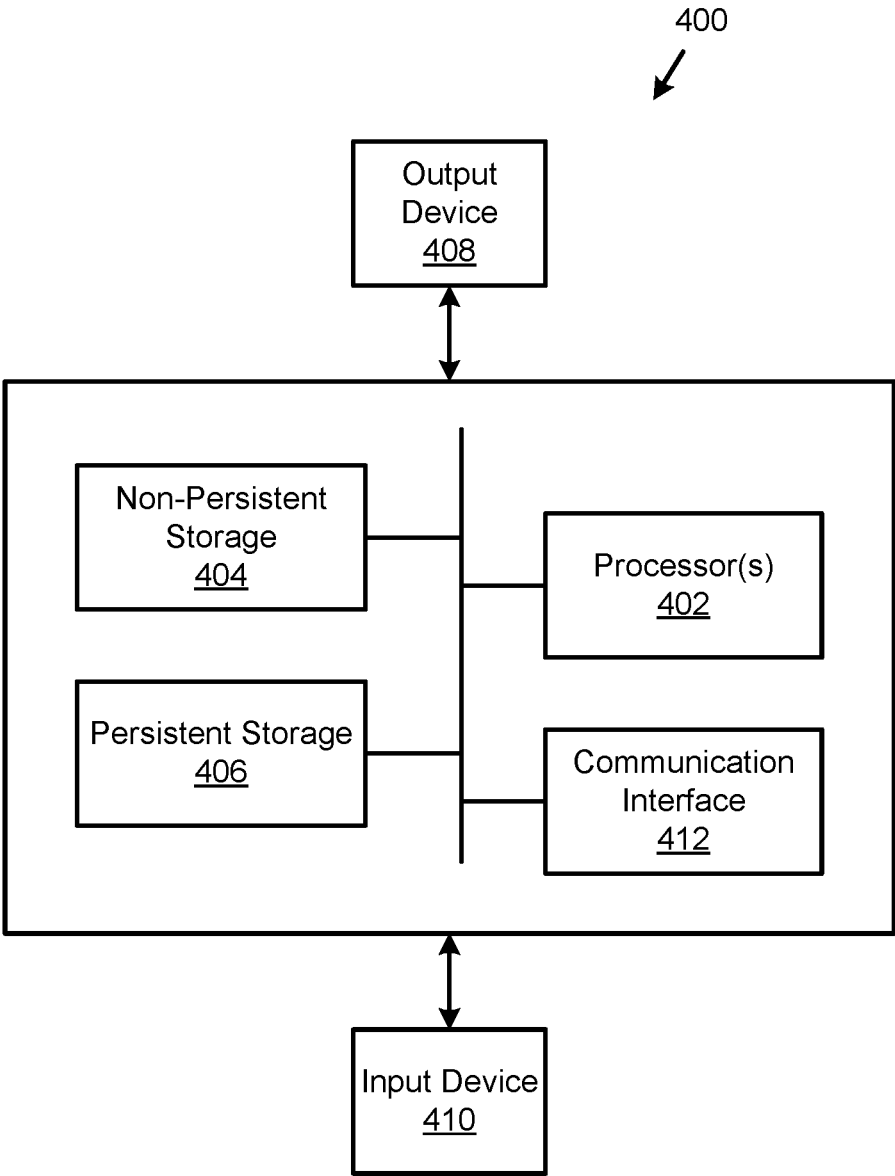 400
Output
Device
408
Non-Persistent
Storage
404
Processor(s)
402
Persistent Storage
406
Communication
Interface
412
Input Device
410